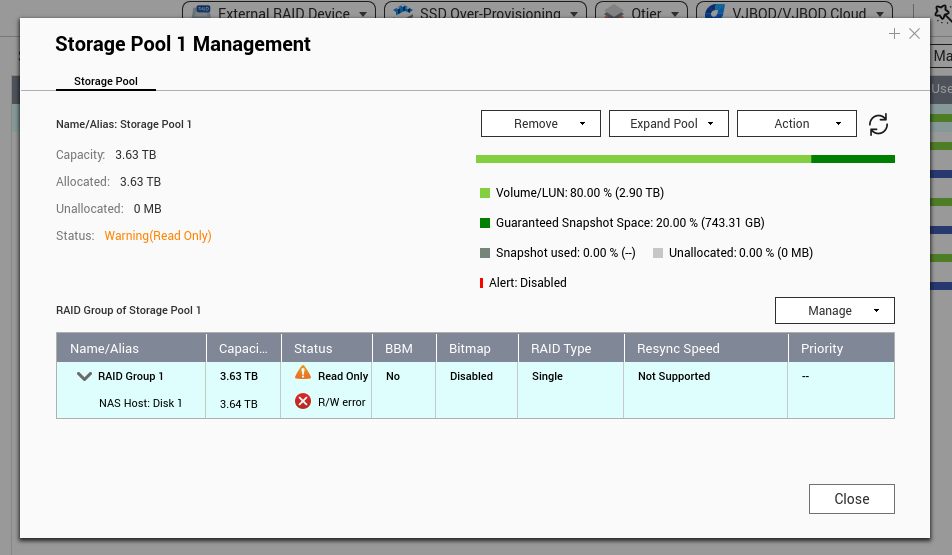 External RAID Device
SSD Over-Provisioning
Qtier
VJBOD/VJBOD Cloud
Storage Pool 1 Management
Ma
Storage Pool
Use
Name/Alias: Storage Pool 1
Remove
Expand Pool
Action
Capacity: 3.63 TB
Allocated: 3.63 TB
Unallocated: 0 MB
Status: Warning(Read Only)
Volume/LUN: 80.00 % (2.90 TB)
Guaranteed Snapshot Space: 20.00 % (743.31 GB)
Snapshot used: 0.00 % (--) Unallocated: 0.00 % (0 MB)
Alert: Disabled
RAID Group of Storage Pool 1
Manage
Name/Alias Capaci... Status BBM Bitmap RAID Type Resync Speed Priority
RAID Group 1 3.63 TB Read Only No Disabled Single Not Supported --
NAS Host: Disk 1 3.64 TB R/W error
Close